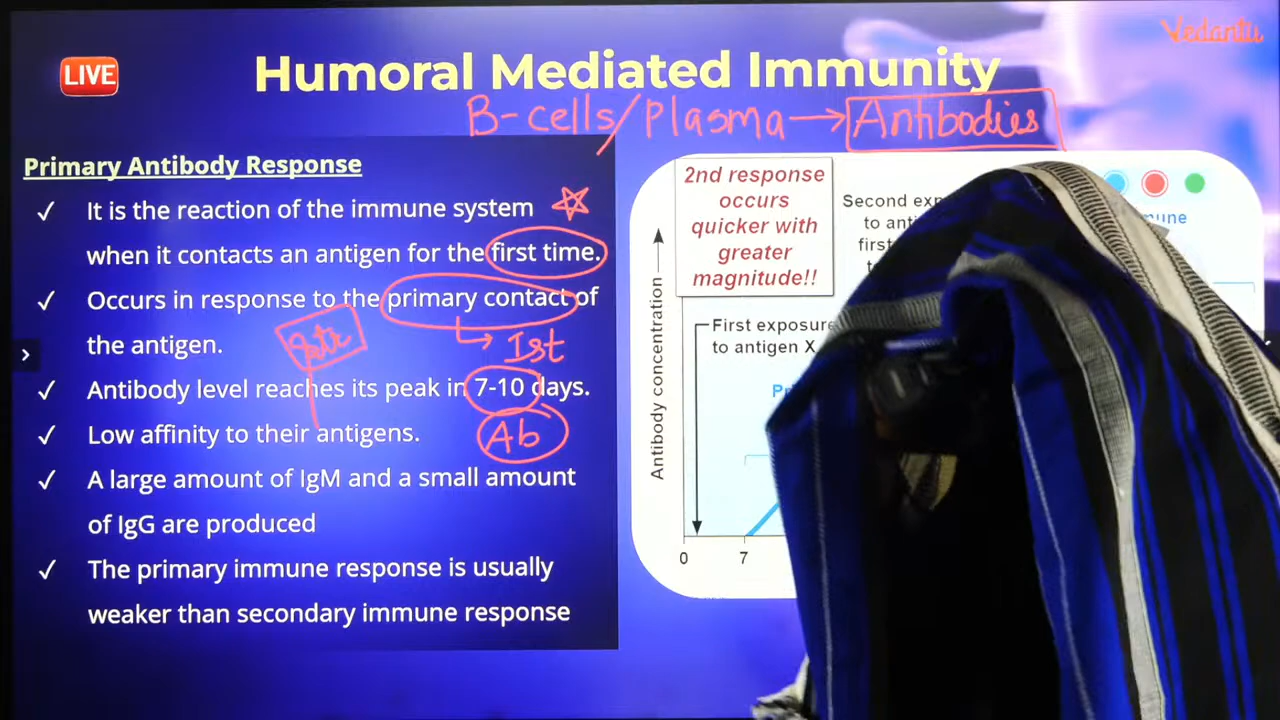 Vedantu
LIVE
Humoral Mediated Immunity
B-cells/Plasma → Antibodies
Primary Antibody Response
✓ It is the reaction of the immune system
when it contacts an antigen for the first time.
✓ Occurs in response to the primary contact of
the antigen.
Ist
✓ Antibody level reaches its peak in 7-10 days.
✓ Low affinity to their antigens.
Ab
✓ A large amount of IgM and a small amount
of IgG are produced
✓ The primary immune response is usually
weaker than secondary immune response
2nd response
occurs
quicker with
greater
magnitude!!
Second
to
Antibody concentration
First exposure
to antigen X
0 7